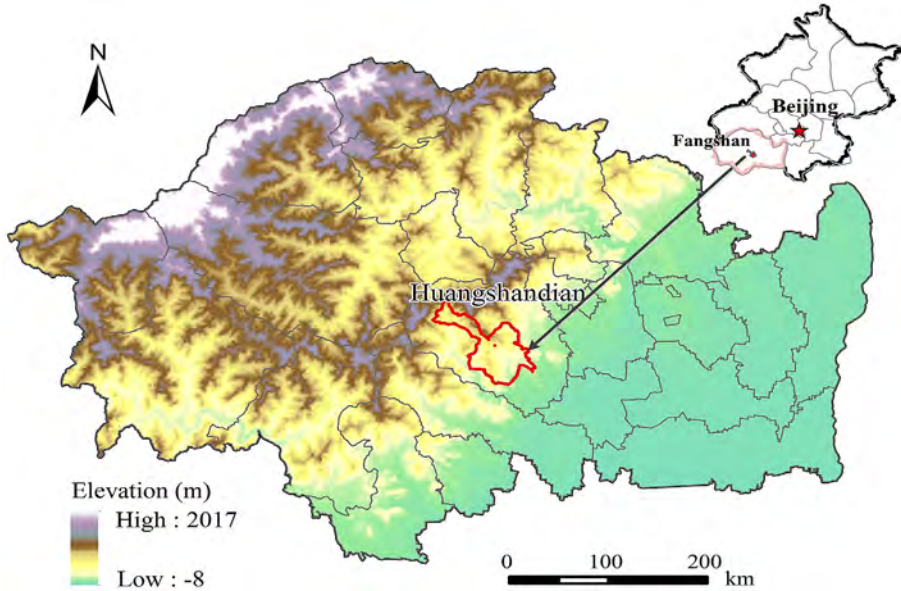 N
Beijing
Fangshan
Huangshandian
Elevation (m)
High : 2017
Low : -8
0 100 200
km